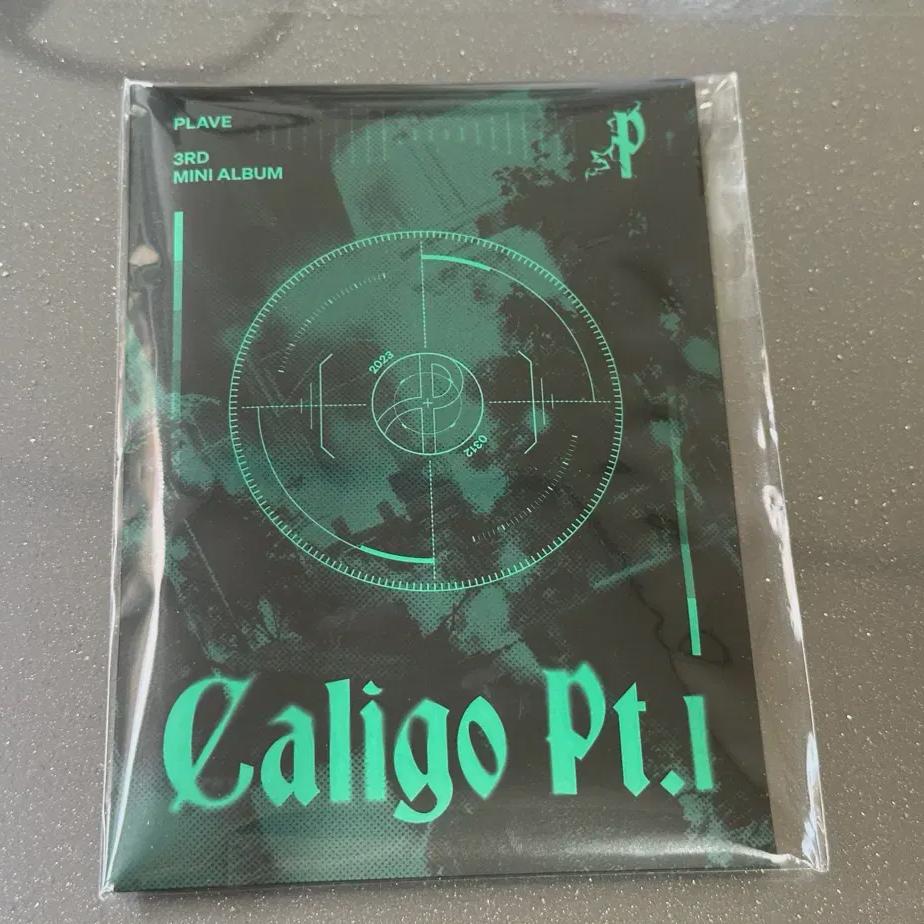 PLAVE
3RD
MINI ALBUM
P
2023
0312
Caligo Pt.1